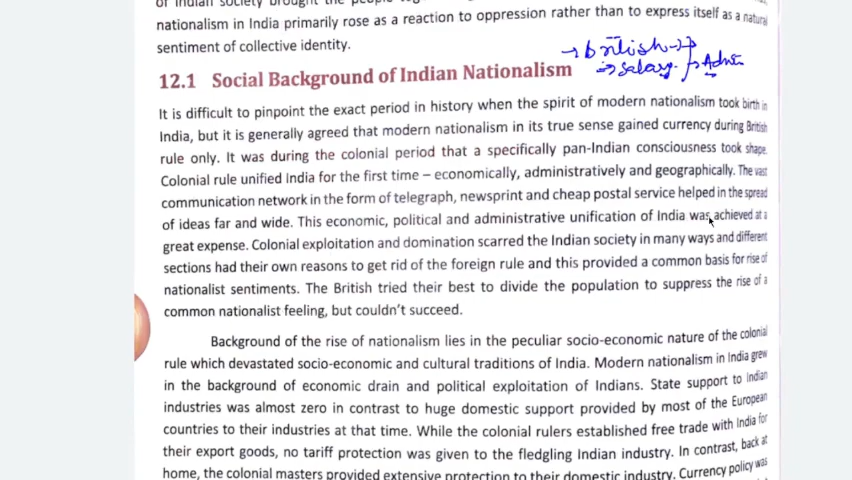 of Indian society brought the people
nationalism in India primarily rose as a reaction to oppression rather than to express itself as a natural
sentiment of collective identity.
→ British →
⇒ Salary. → Admin
12.1 Social Background of Indian Nationalism
It is difficult to pinpoint the exact period in history when the spirit of modern nationalism took birth in
India, but it is generally agreed that modern nationalism in its true sense gained currency during British
rule only. It was during the colonial period that a specifically pan-Indian consciousness took shape.
Colonial rule unified India for the first time – economically, administratively and geographically. The vast
communication network in the form of telegraph, newsprint and cheap postal service helped in the spread
of ideas far and wide. This economic, political and administrative unification of India was achieved at a
great expense. Colonial exploitation and domination scarred the Indian society in many ways and different
sections had their own reasons to get rid of the foreign rule and this provided a common basis for rise of
nationalist sentiments. The British tried their best to divide the population to suppress the rise of a
common nationalist feeling, but couldn't succeed.
Background of the rise of nationalism lies in the peculiar socio-economic nature of the colonial
rule which devastated socio-economic and cultural traditions of India. Modern nationalism in India grew
in the background of economic drain and political exploitation of Indians. State support to Indian
industries was almost zero in contrast to huge domestic support provided by most of the European
countries to their industries at that time. While the colonial rulers established free trade with India for
their export goods, no tariff protection was given to the fledgling Indian industry. In contrast, back at
home, the colonial masters provided extensive protection to their domestic industry. Currency policy was